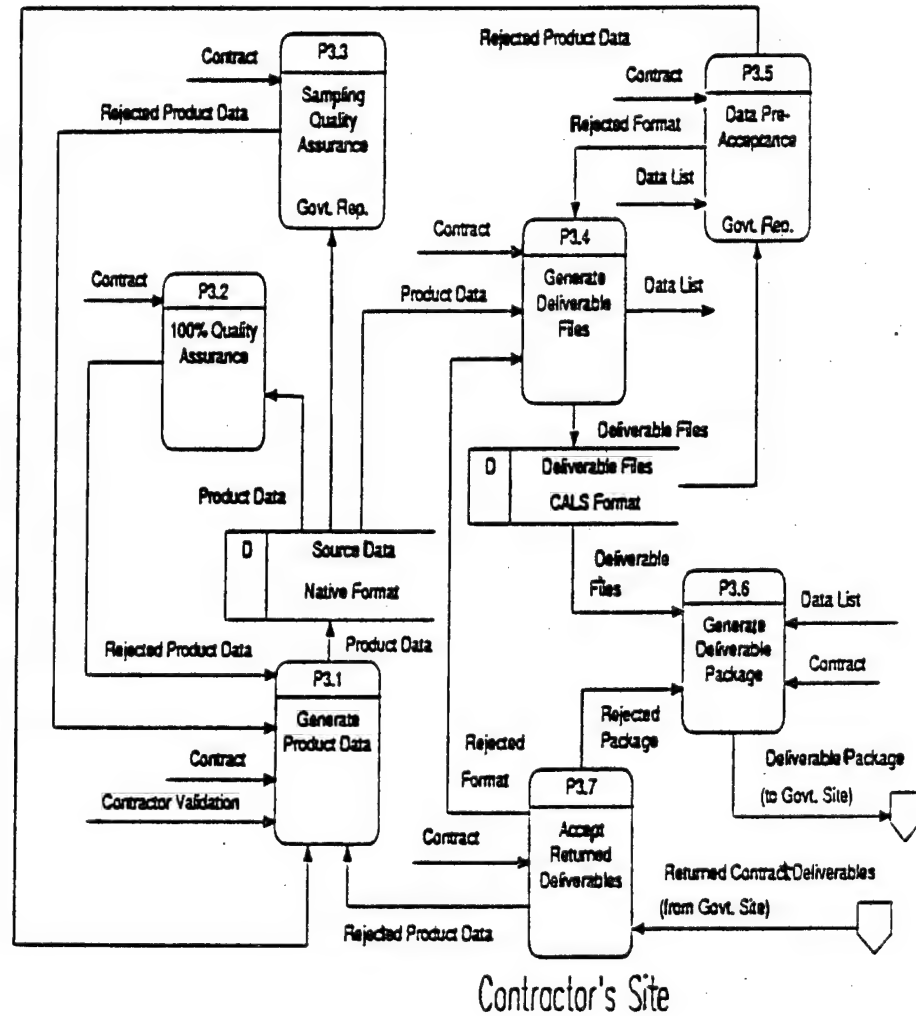 Rejected Product Data
P3.3
Contract
Sampling
Quality
Assurance
Govt. Rep.
Rejected Product Data
P3.5
Contract
Data Pre-
Acceptance
Govt. Rep.
Rejected Format
Data List
P3.4
Contract
Generate
Deliverable
Files
Product Data
Data List
P3.2
Contract
100% Quality
Assurance
Deliverable Files
D
Deliverable Files
CALS Format
Product Data
D
Source Data
Native Format
Deliverable
Files
P3.6
Generate
Deliverable
Package
Data List
Contract
Product Data
Rejected Product Data
P3.1
Generate
Product Data
Contract
Contractor Validation
Rejected
Package
Rejected
Format
Deliverable Package
(to Govt. Site)
P3.7
Accept
Returned
Deliverables
Contract
Returned Contract Deliverables
(from Govt. Site)
Rejected Product Data
Contractor's Site